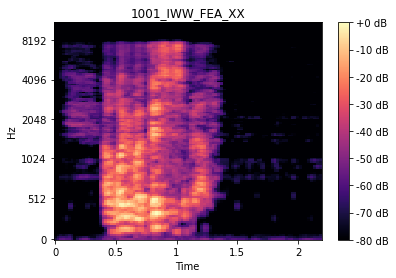 1001_IWW_FEA_XX
8192
4096
2048
1024
512
0
Hz
0
0.5
1
1.5
2
Time
+0 dB
-10 dB
-20 dB
-30 dB
-40 dB
-50 dB
-60 dB
-70 dB
-80 dB